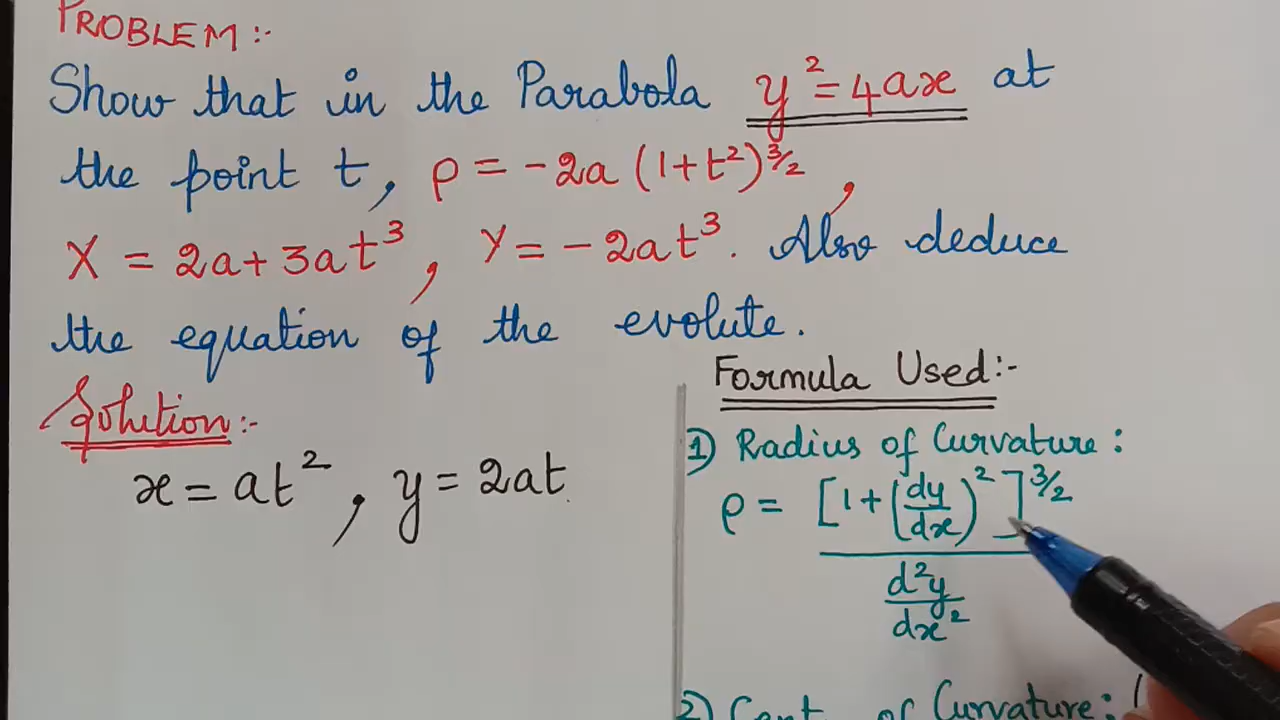 PROBLEM :-
Show that in the Parabola y² = 4ax at
the point t, ρ = -2a (1+t²)^3/2 ,
X = 2a + 3at³, Y = -2at³. Also deduce
the equation of the evolute.
Solution :-
x = at² , y = 2at
Formula Used :-
1) Radius of Curvature :
ρ = [1 + (dy/dx)²]^3/2
d²y/dx²
2) of Curvature : (